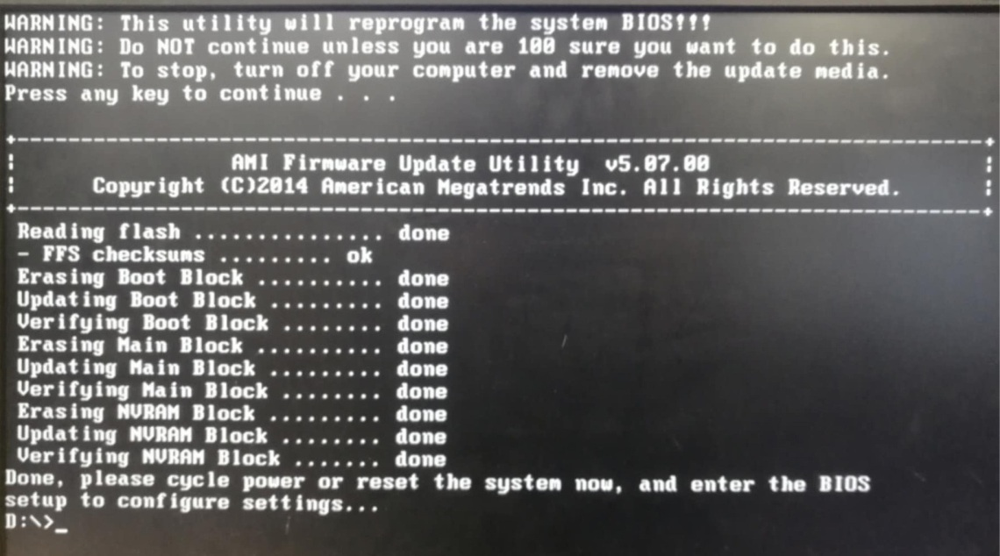 WARNING: This utility will reprogram the system BIOS!!!
WARNING: Do NOT continue unless you are 100 sure you want to do this.
WARNING: To stop, turn off your computer and remove the update media.
Press any key to continue . . .
+---------------------------------------------------------------------------+
AMI Firmware Update Utility v5.07.00
Copyright (C)2014 American Megatrends Inc. All Rights Reserved.
+---------------------------------------------------------------------------+
Reading flash ............... done
- FFS checksums ......... ok
Erasing Boot Block .......... done
Updating Boot Block ......... done
Verifying Boot Block ........ done
Erasing Main Block .......... done
Updating Main Block ......... done
Verifying Main Block ........ done
Erasing NVRAM Block ......... done
Updating NVRAM Block ........ done
Verifying NVRAM Block ....... done
Done, please cycle power or reset the system now, and enter the BIOS
setup to configure settings...
D:\>_